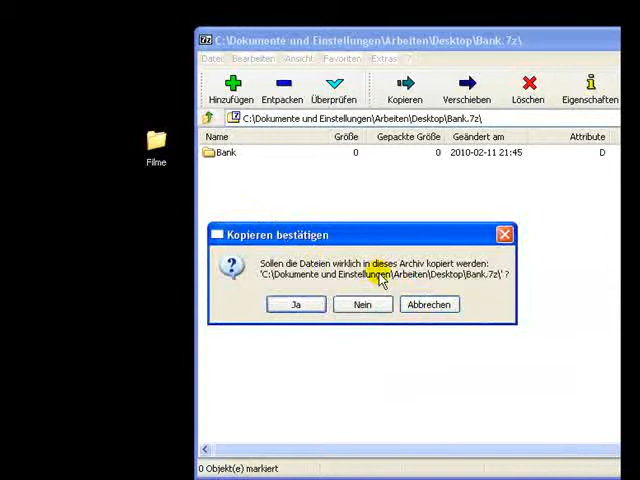 C:\Dokumente und Einstellungen\Arbeiten\Desktop\Bank.7z\
Datei Bearbeiten Ansicht Favoriten Extras ?
Hinzufügen Entpacken Überprüfen Kopieren Verschieben Löschen Eigenschaften
C:\Dokumente und Einstellungen\Arbeiten\Desktop\Bank.7z\
Name Größe Gepackte Größe Geändert am Attribute
Bank 0 0 2010-02-11 21:45 D
Filme
Kopieren bestätigen
Sollen die Dateien wirklich in dieses Archiv kopiert werden:
'C:\Dokumente und Einstellungen\Arbeiten\Desktop\Bank.7z\' ?
Ja Nein Abbrechen
0 Objekt(e) markiert